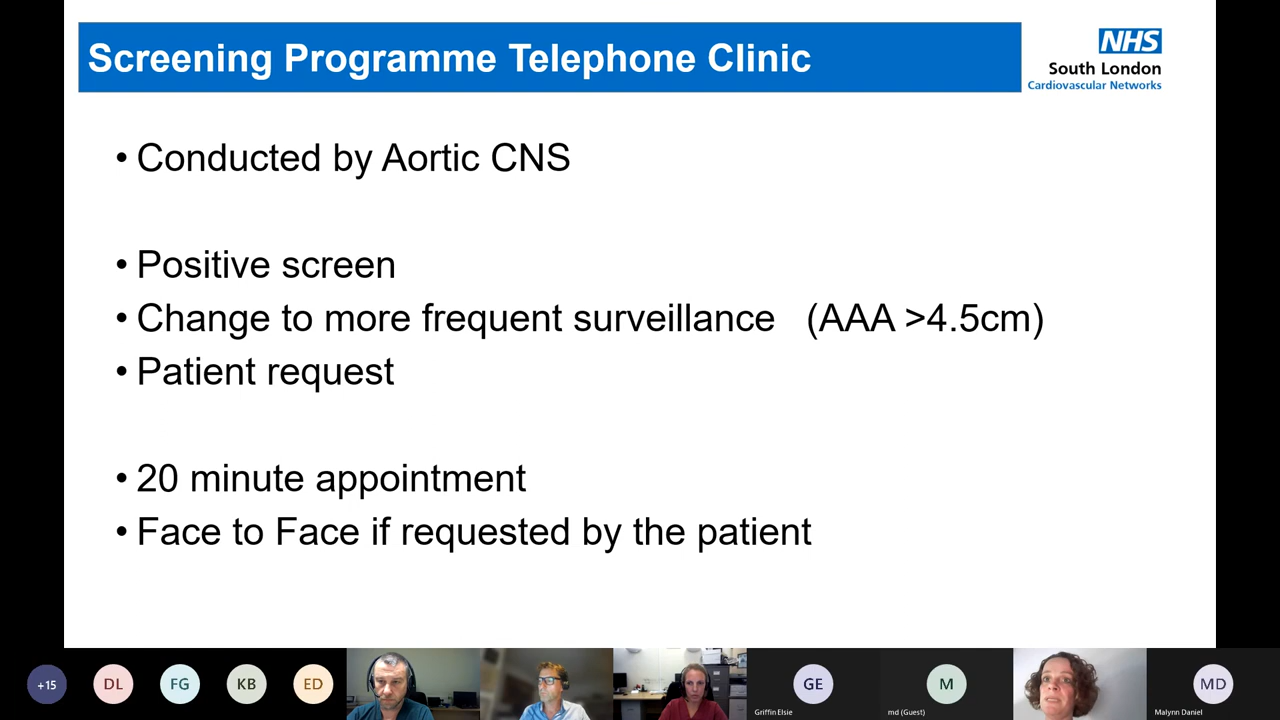 Screening Programme Telephone Clinic
NHS
South London
Cardiovascular Networks
• Conducted by Aortic CNS
• Positive screen
• Change to more frequent surveillance (AAA >4.5cm)
• Patient request
• 20 minute appointment
• Face to Face if requested by the patient
+15
DL
FG
KB
ED
GE
Griffin Elsie
M
md (Guest)
MD
Malynn Daniel